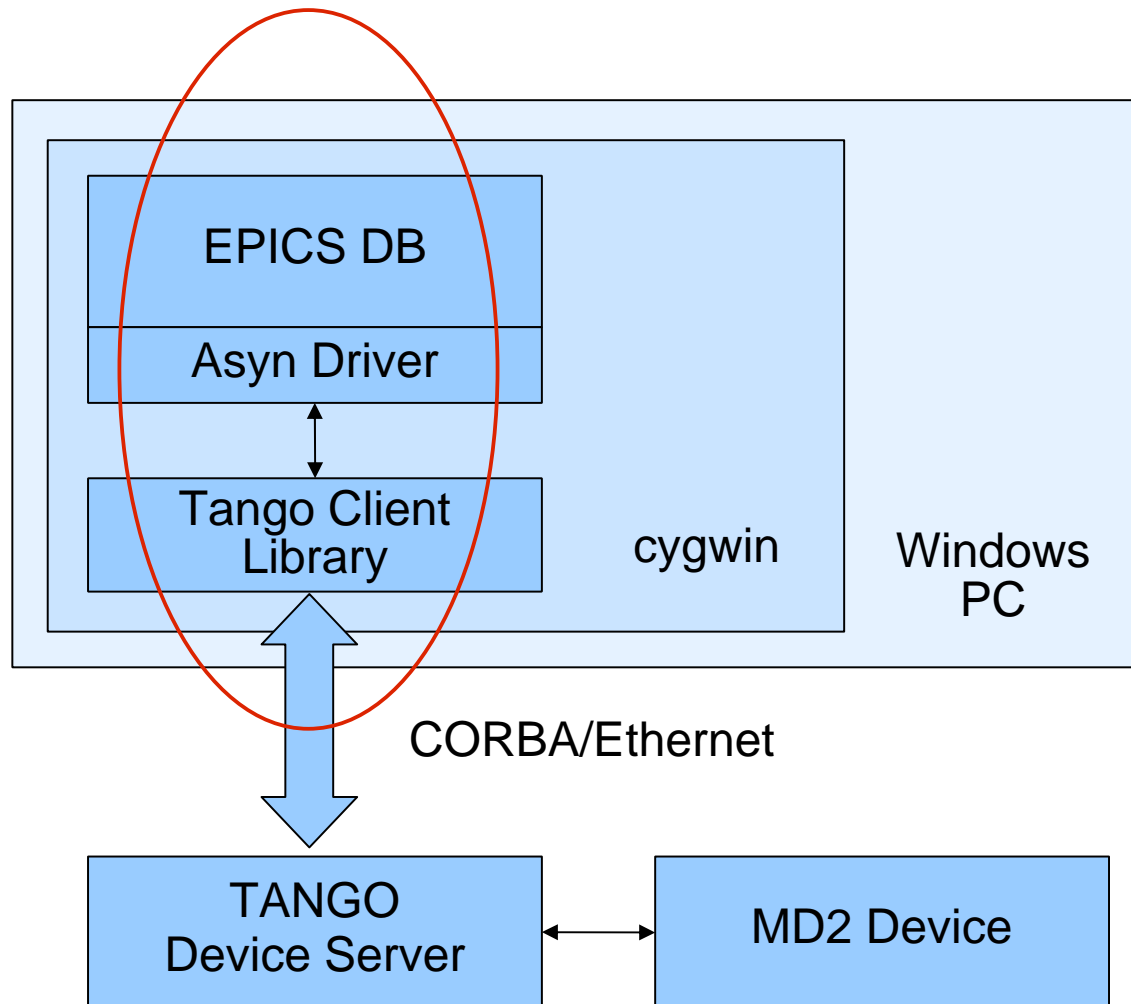 EPICS DB
Asyn Driver
Tango Client
Library
cygwin
Windows
PC
CORBA/Ethernet
TANGO
Device Server
MD2 Device